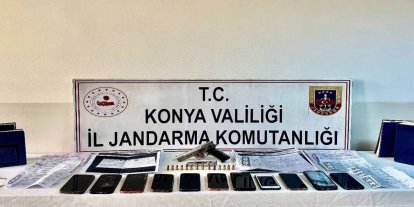 T.C.
KONYA VALİLİĞİ
İL JANDARMA KOMUTANLIĞI